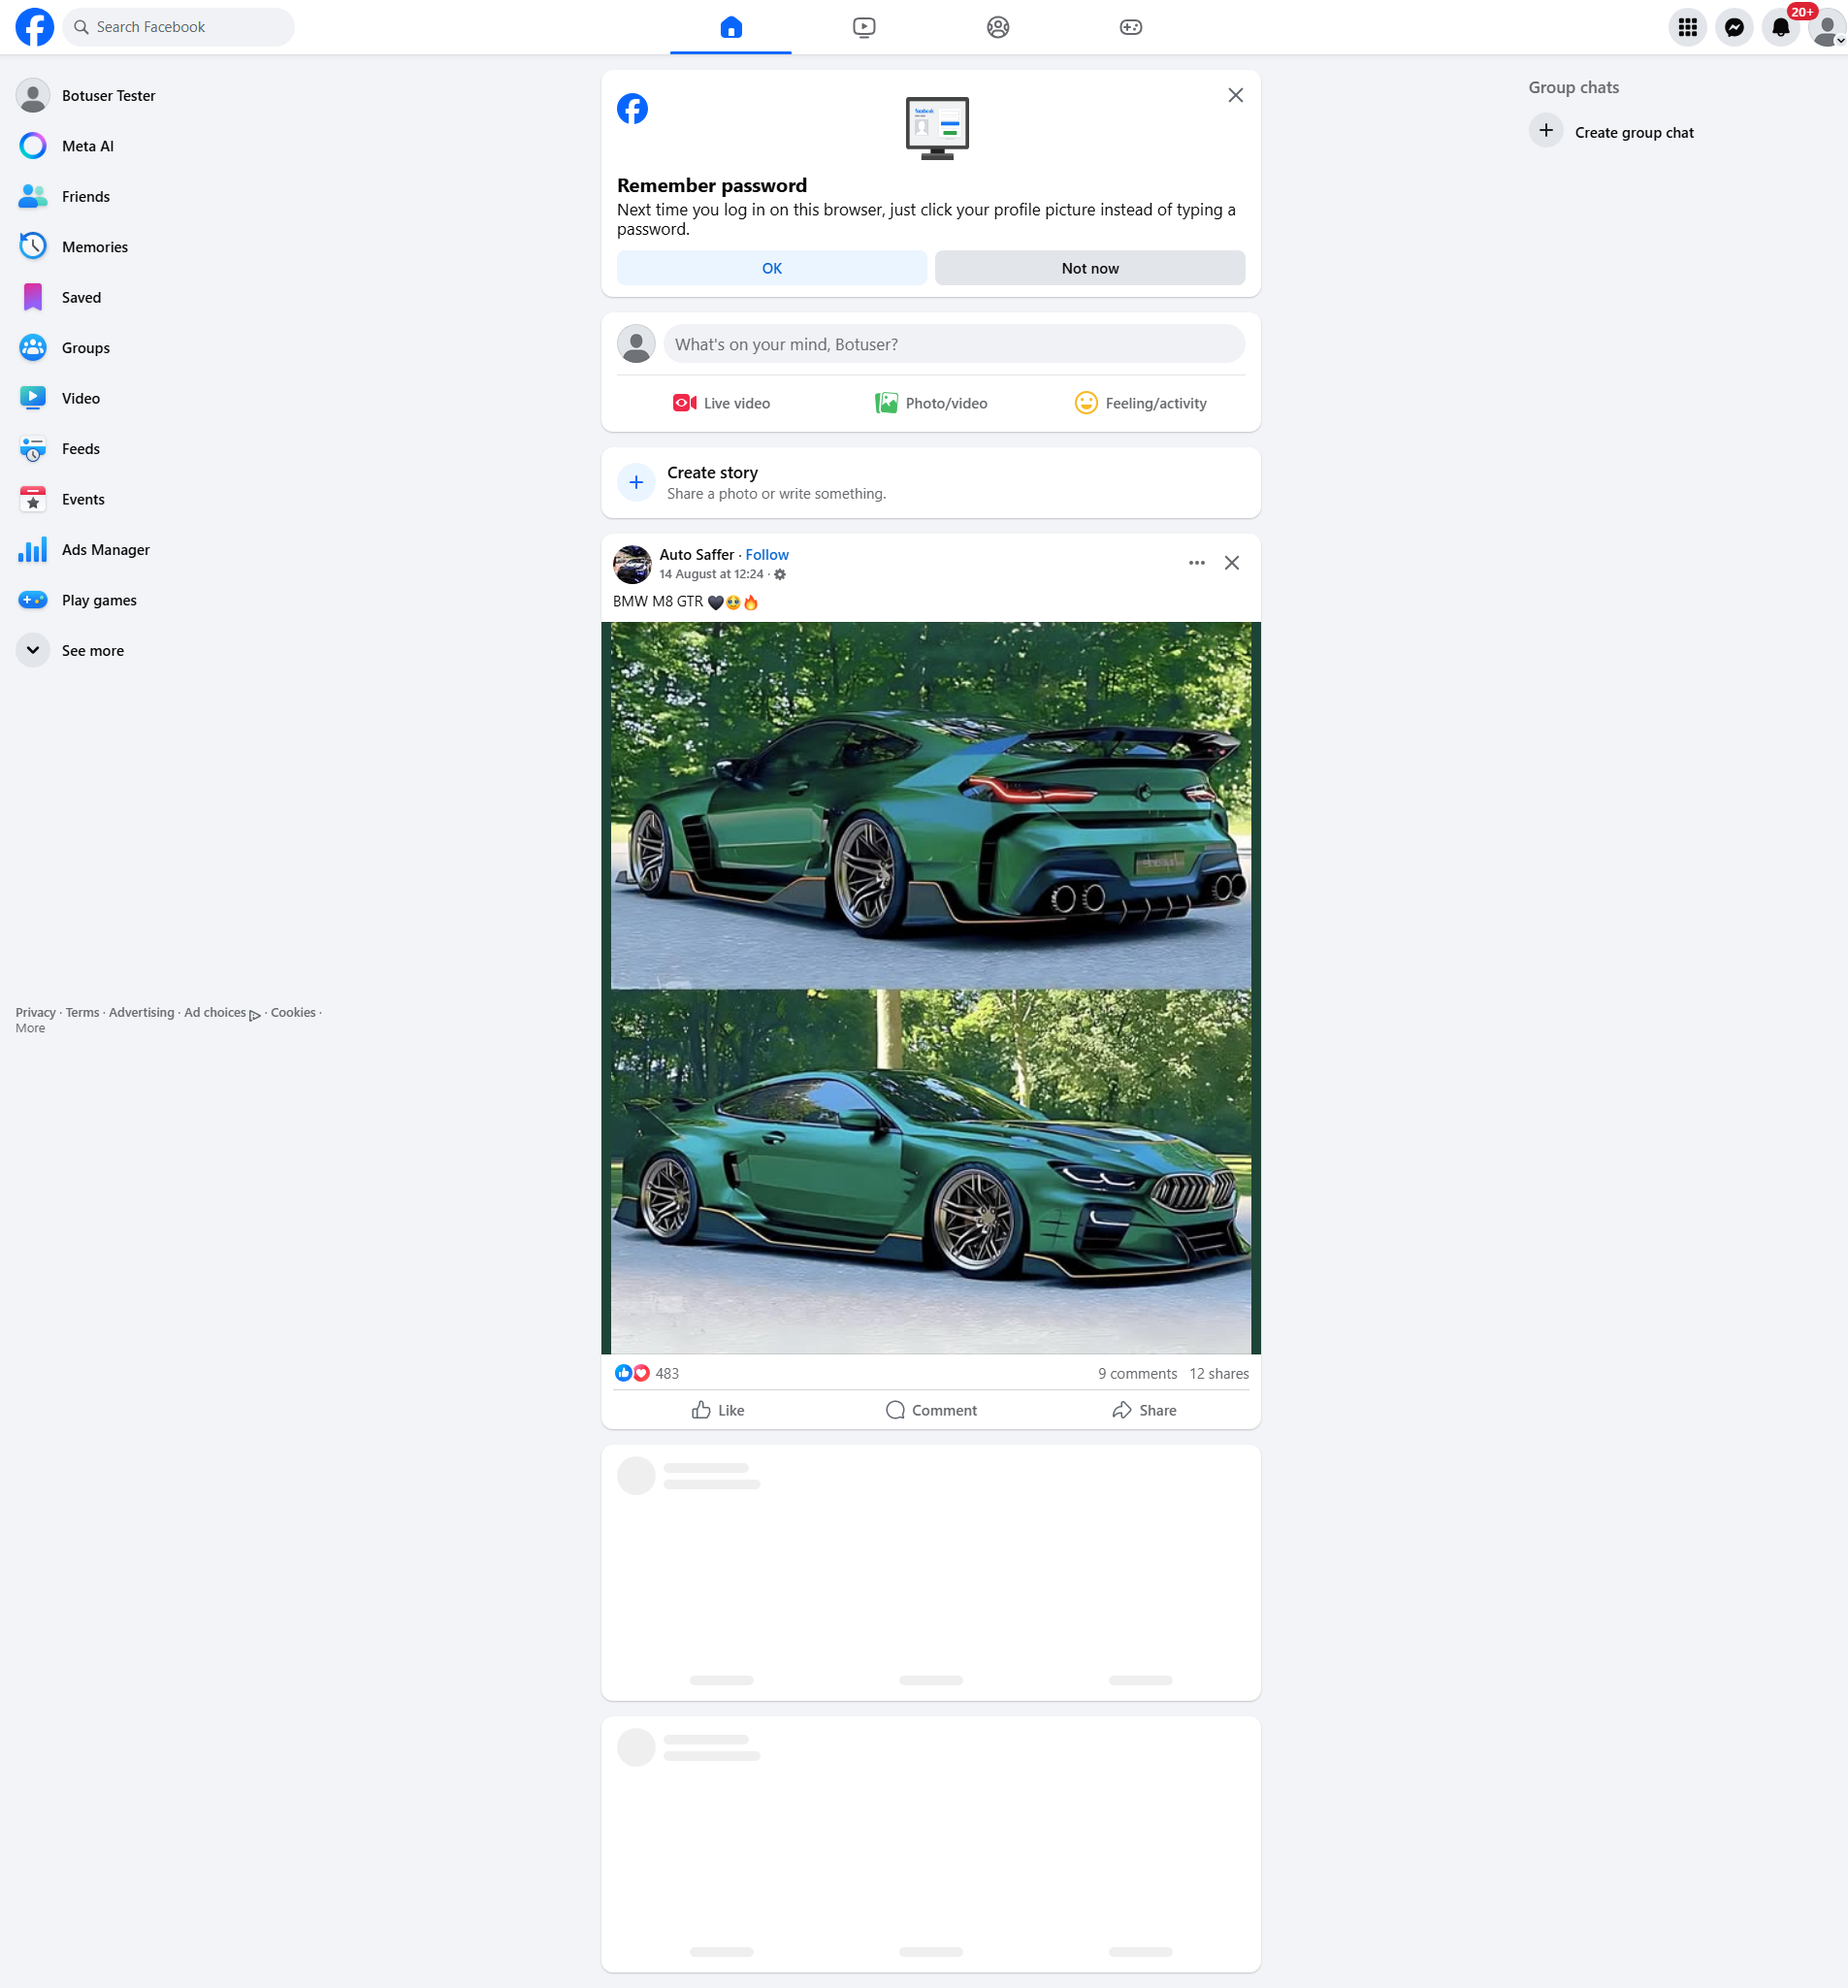 Search Facebook
20+
Botuser Tester
Meta AI
Friends
Memories
Saved
Groups
Video
Feeds
Events
Ads Manager
Play games
See more
Privacy · Terms · Advertising · Ad choices · Cookies ·
More
Remember password
Next time you log in on this browser, just click your profile picture instead of typing a
password.
OK
Not now
What's on your mind, Botuser?
Live video
Photo/video
Feeling/activity
Create story
Share a photo or write something.
Auto Saffer · Follow
14 August at 12:24 ·
BMW M8 GTR 🖤🥹🔥
483
9 comments 12 shares
Like
Comment
Share
Group chats
Create group chat